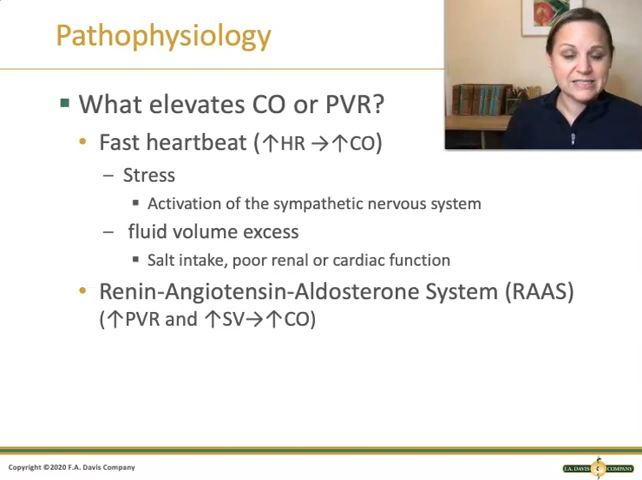 Pathophysiology
What elevates CO or PVR?
Fast heartbeat (↑HR →↑CO)
– Stress
Activation of the sympathetic nervous system
– fluid volume excess
Salt intake, poor renal or cardiac function
Renin-Angiotensin-Aldosterone System (RAAS)
(↑PVR and ↑SV→↑CO)
Copyright ©2020 F.A. Davis Company
F.A. DAVIS COMPANY